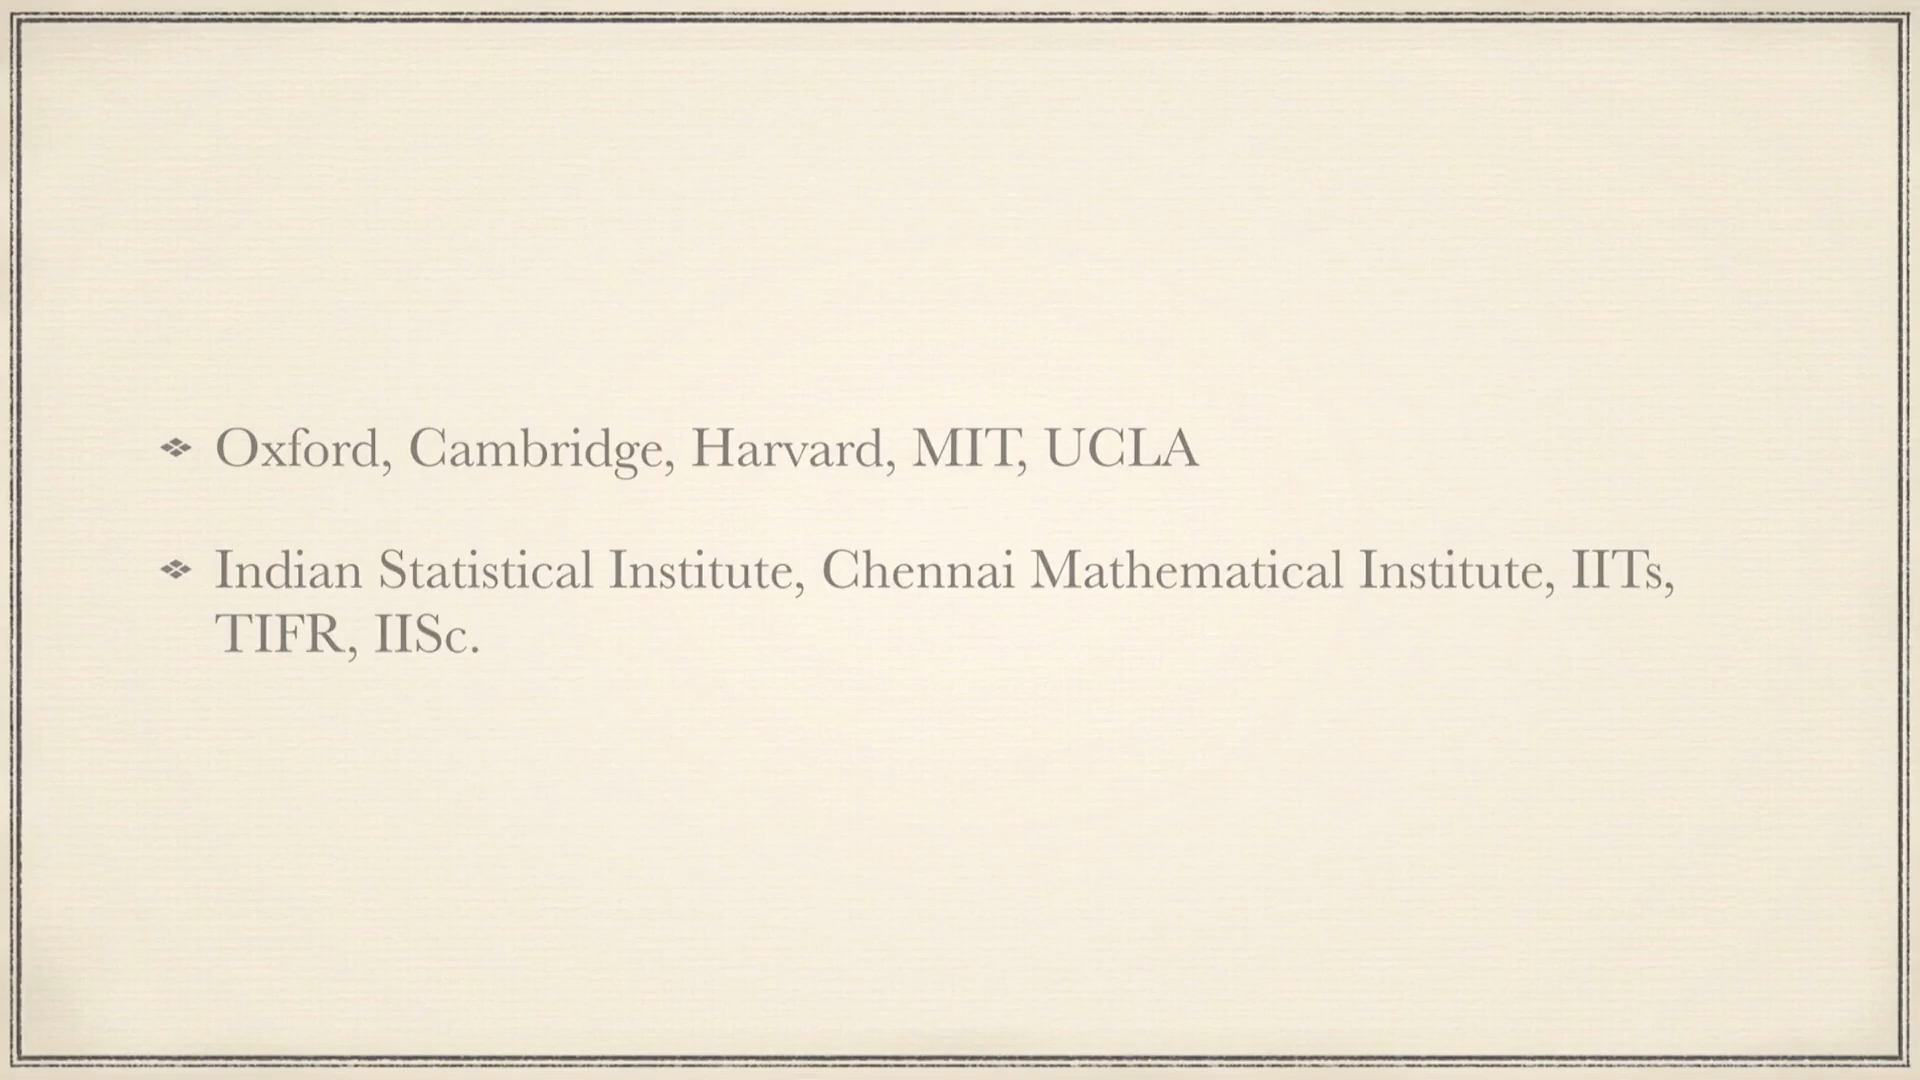 ❖ Oxford, Cambridge, Harvard, MIT, UCLA
❖ Indian Statistical Institute, Chennai Mathematical Institute, IITs,
TIFR, IISc.